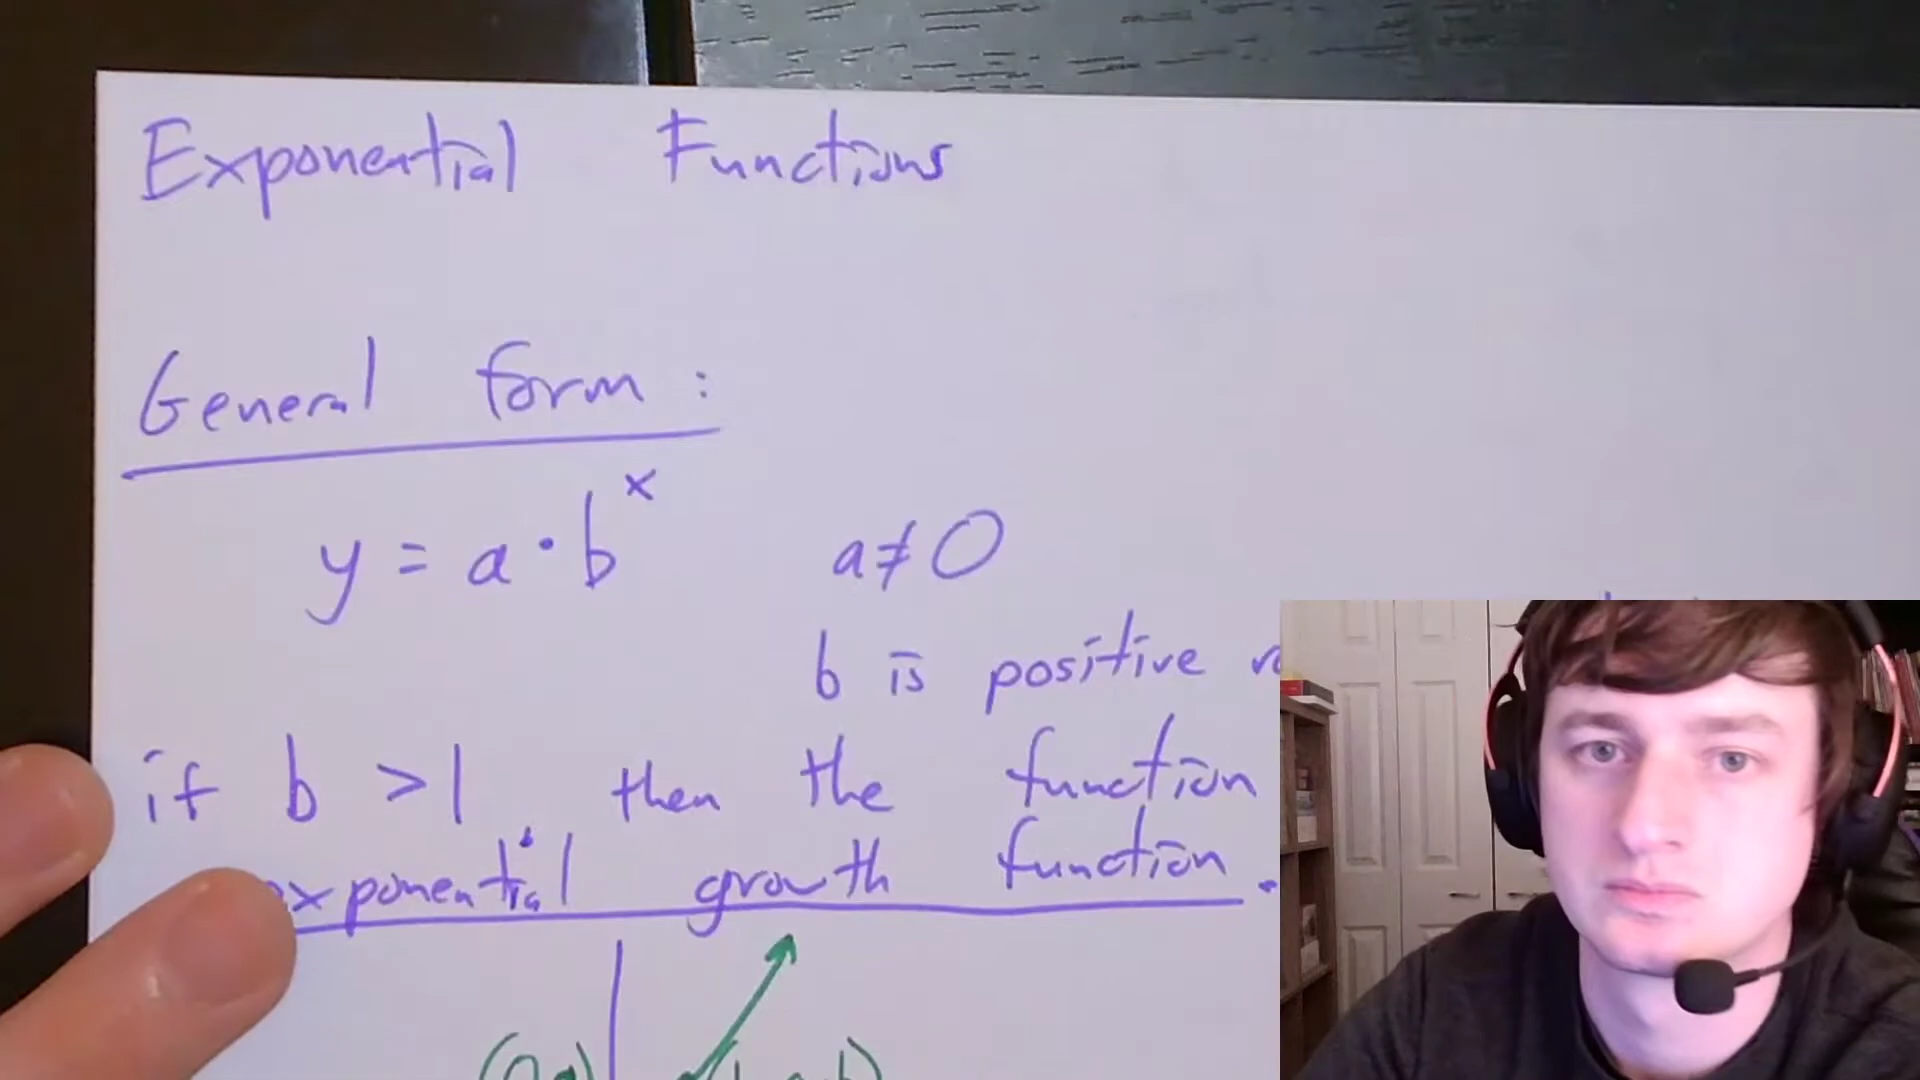 Exponential Functions
General form:
y = a · b^x
a ≠ 0
b is positive
if b > 1 then the function
exponential growth function.